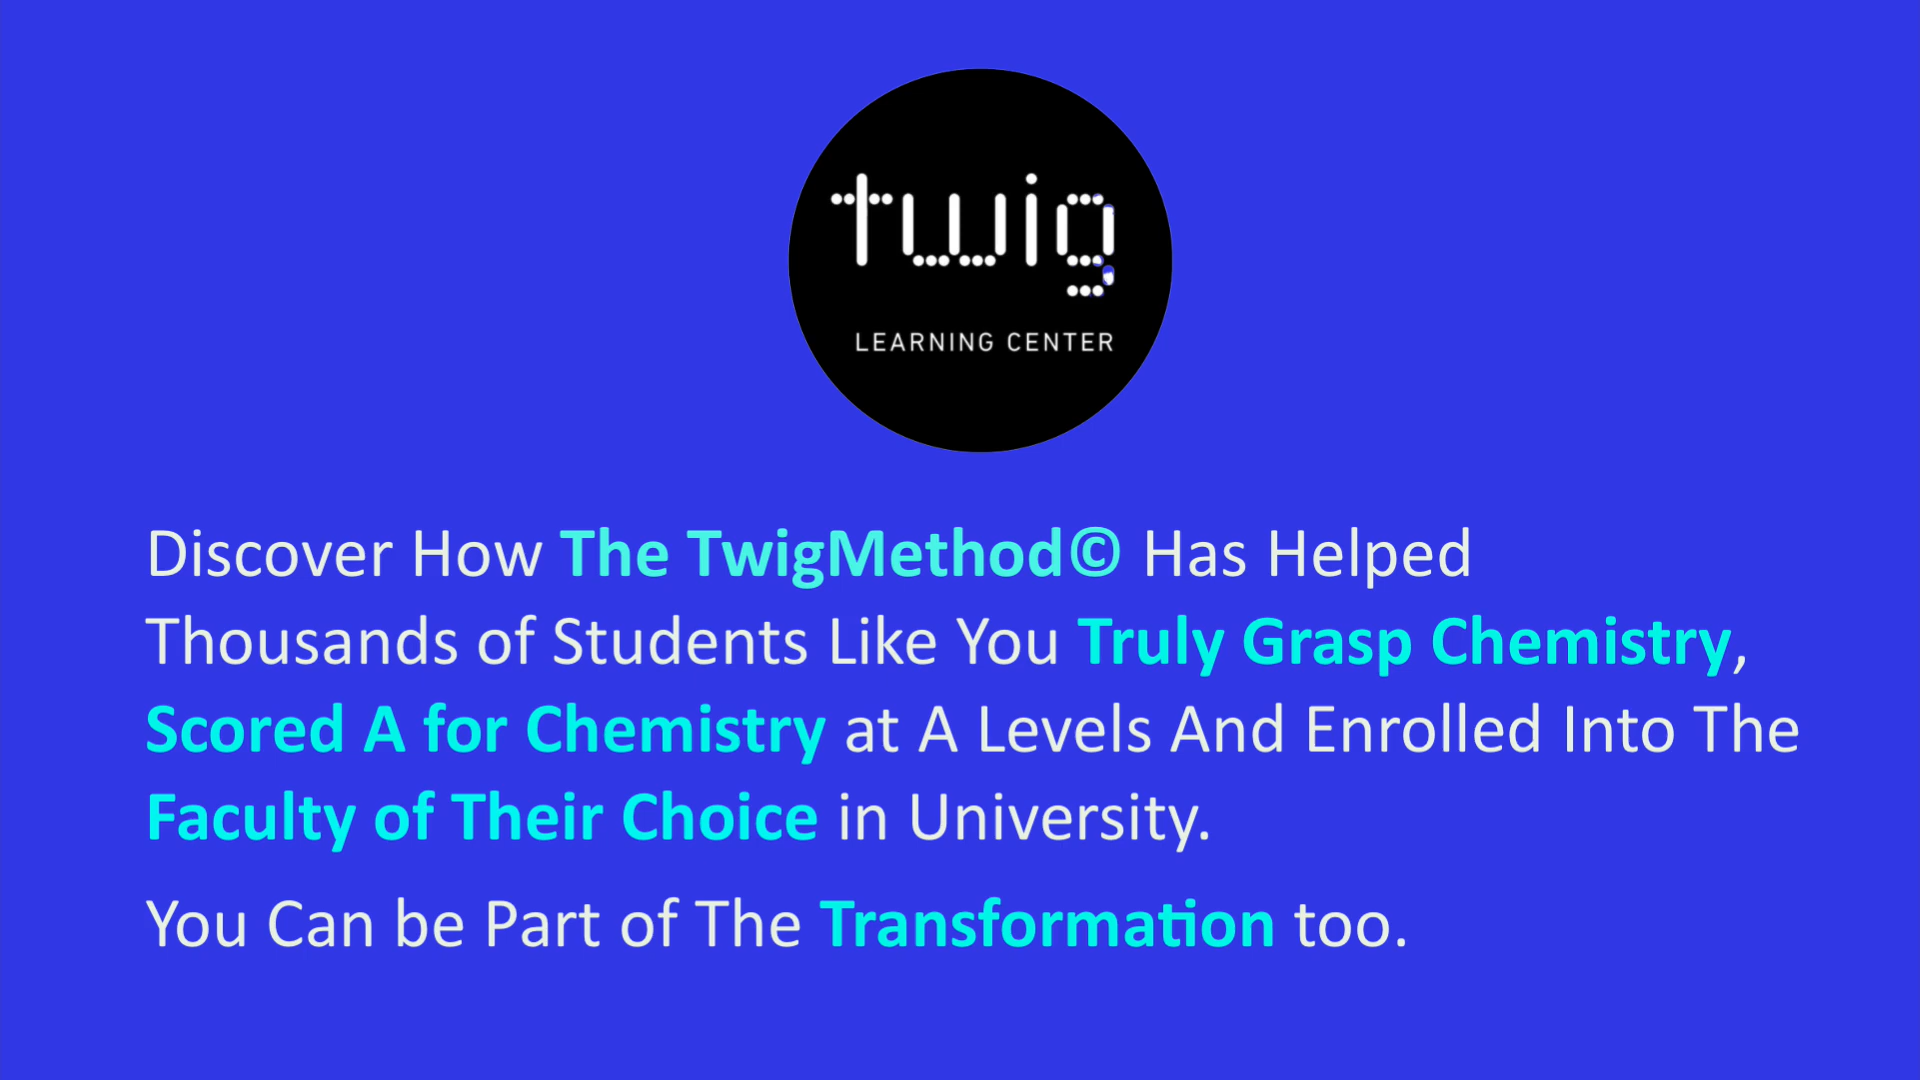 twig
LEARNING CENTER
Discover How The TwigMethod© Has Helped
Thousands of Students Like You Truly Grasp Chemistry,
Scored A for Chemistry at A Levels And Enrolled Into The
Faculty of Their Choice in University.
You Can be Part of The Transformation too.